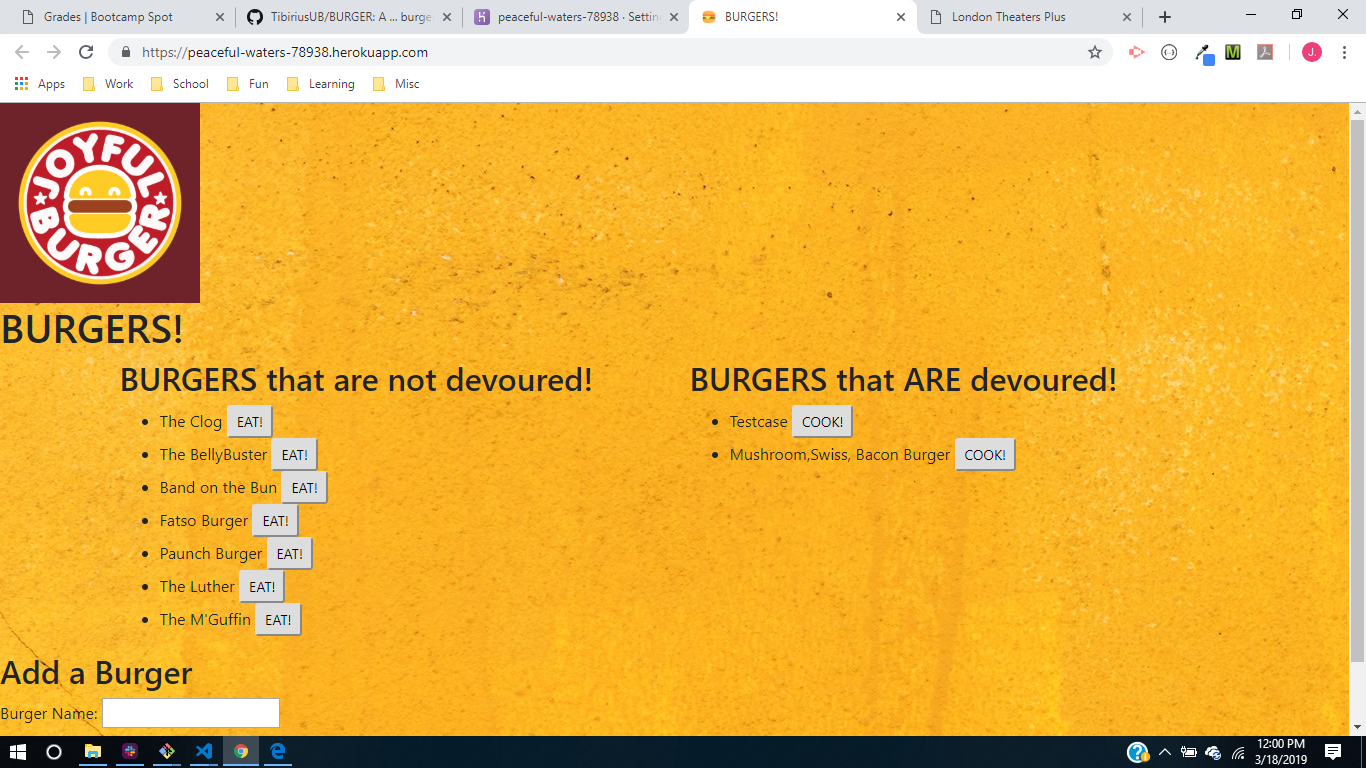 Grades | Bootcamp Spot
TibiriusUB/BURGER: A ... burge
peaceful-waters-78938 · Settin
BURGERS!
London Theaters Plus
https://peaceful-waters-78938.herokuapp.com
J.
Apps
Work
School
Fun
Learning
Misc
JOYFUL
BURGER
BURGERS!
BURGERS that are not devoured!
The Clog EAT!
The BellyBuster EAT!
Band on the Bun EAT!
Fatso Burger EAT!
Paunch Burger EAT!
The Luther EAT!
The M'Guffin EAT!
BURGERS that ARE devoured!
Testcase COOK!
Mushroom,Swiss, Bacon Burger COOK!
Add a Burger
Burger Name:
12:00 PM
3/18/2019